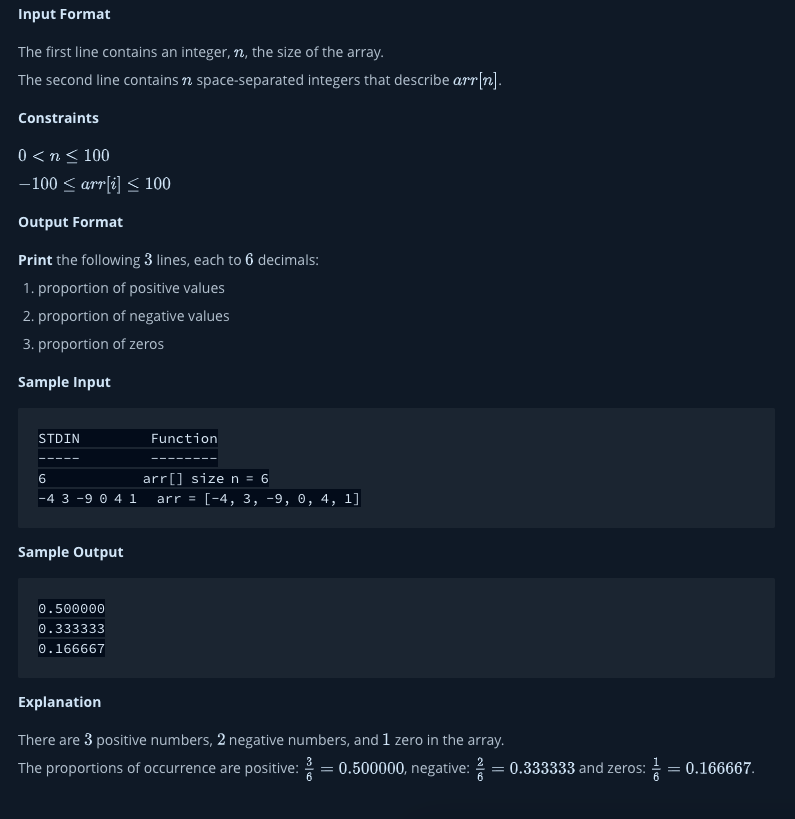 Input Format
The first line contains an integer, n, the size of the array.
The second line contains n space-separated integers that describe arr[n].
Constraints
0 < n ≤ 100
−100 ≤ arr[i] ≤ 100
Output Format
Print the following 3 lines, each to 6 decimals:
1. proportion of positive values
2. proportion of negative values
3. proportion of zeros
Sample Input
STDIN         Function
-----         --------
6             arr[] size n = 6
-4 3 -9 0 4 1   arr = [-4, 3, -9, 0, 4, 1]
Sample Output
0.500000
0.333333
0.166667
Explanation
There are 3 positive numbers, 2 negative numbers, and 1 zero in the array.
The proportions of occurrence are positive: 3/6 = 0.500000, negative: 2/6 = 0.333333 and zeros: 1/6 = 0.166667.